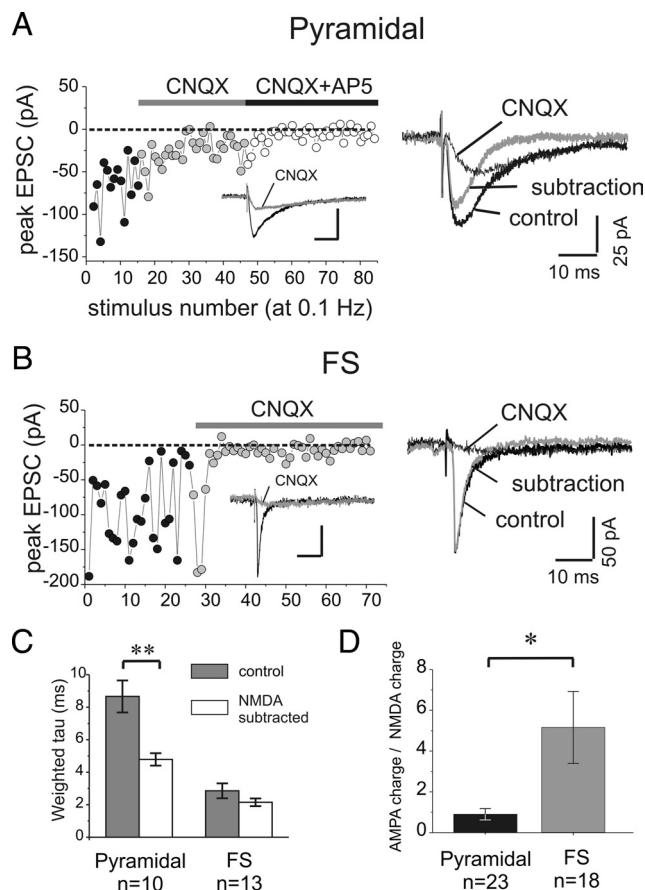 A
Pyramidal
CNQX
CNQX+AP5
50
0
-50
-100
-150
peak EPSC (pA)
0 10 20 30 40 50 60 70 80
stimulus number (at 0.1 Hz)
CNQX
CNQX
subtraction
control
25 pA
10 ms
B
FS
CNQX
50
0
-50
-100
-150
-200
peak EPSC (pA)
0 10 20 30 40 50 60 70
CNQX
CNQX
subtraction
control
50 pA
10 ms
C
**
10
8
6
4
2
0
Weighted tau (ms)
control
NMDA
subtracted
Pyramidal FS
n=10 n=13
D
*
8
6
4
2
0
AMPA charge / NMDA charge
Pyramidal FS
n=23 n=18